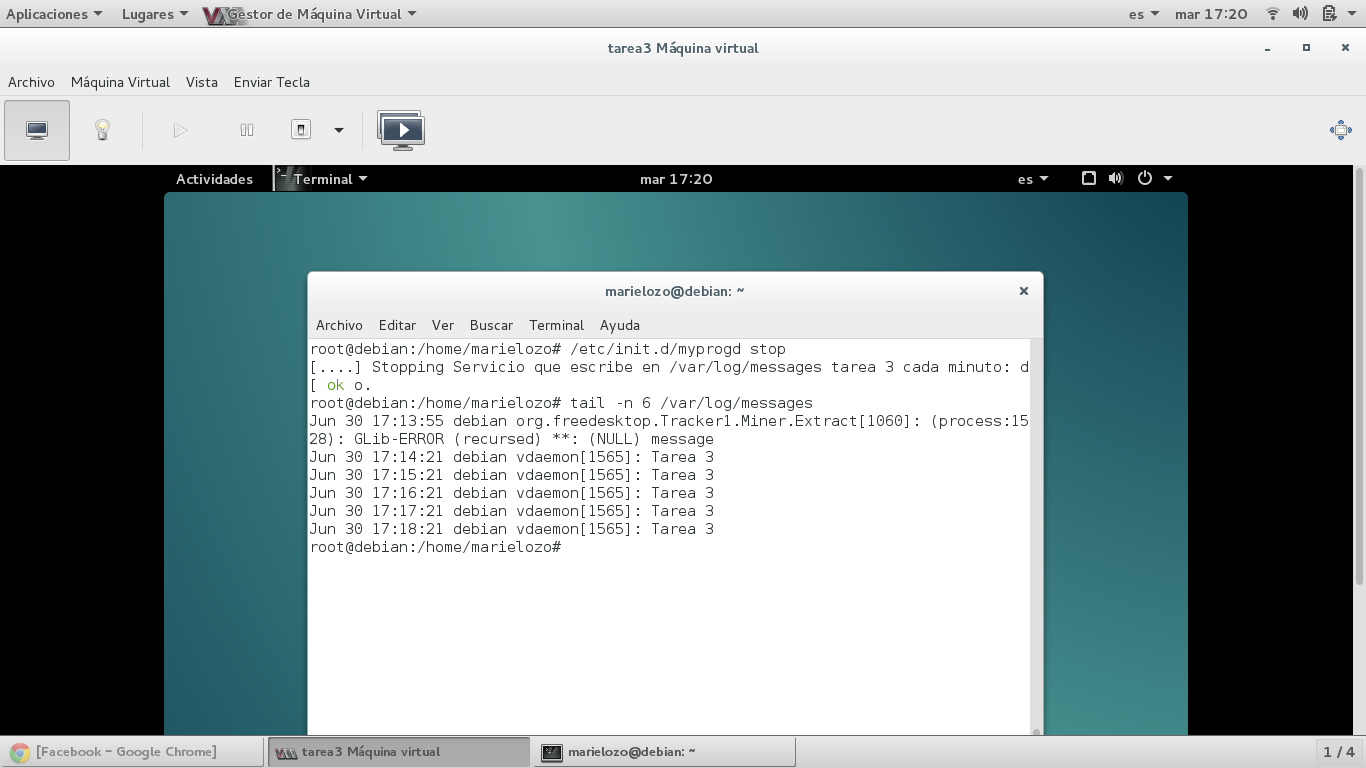 Aplicaciones Lugares Gestor de Máquina Virtual es mar 17:20
tarea3 Máquina virtual
Archivo Máquina Virtual Vista Enviar Tecla
Actividades Terminal mar 17:20 es
marielozo@debian: ~
Archivo Editar Ver Buscar Terminal Ayuda
root@debian:/home/marielozo# /etc/init.d/myprogd stop
[....] Stopping Servicio que escribe en /var/log/messages tarea 3 cada minuto: d
[ ok o.
root@debian:/home/marielozo# tail -n 6 /var/log/messages
Jun 30 17:13:55 debian org.freedesktop.Tracker1.Miner.Extract[1060]: (process:15
28): GLib-ERROR (recursed) **: (NULL) message
Jun 30 17:14:21 debian vdaemon[1565]: Tarea 3
Jun 30 17:15:21 debian vdaemon[1565]: Tarea 3
Jun 30 17:16:21 debian vdaemon[1565]: Tarea 3
Jun 30 17:17:21 debian vdaemon[1565]: Tarea 3
Jun 30 17:18:21 debian vdaemon[1565]: Tarea 3
root@debian:/home/marielozo#
[Facebook - Google Chrome] tarea3 Máquina virtual marielozo@debian: ~ 1 / 4